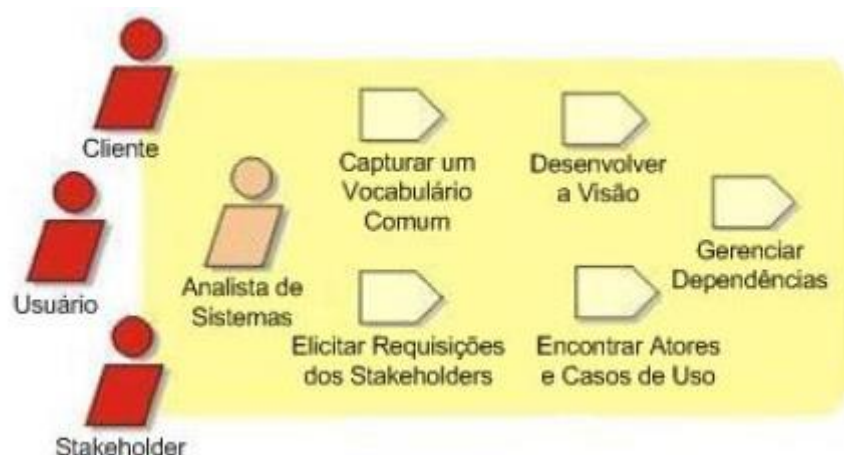 Cliente
Usuário
Stakeholder
Analista de
Sistemas
Capturar um
Vocabulário
Comum
Desenvolver
a Visão
Gerenciar
Dependências
Elicitar Requisições
dos Stakeholders
Encontrar Atores
e Casos de Uso